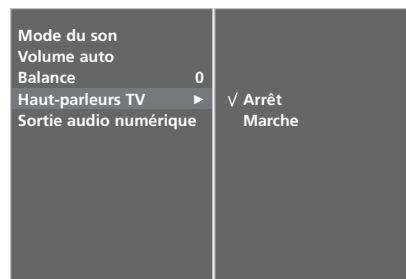 Mode du son
Volume auto
Balance 0
Haut-parleurs TV ►
Sortie audio numérique
√ Arrêt
Marche